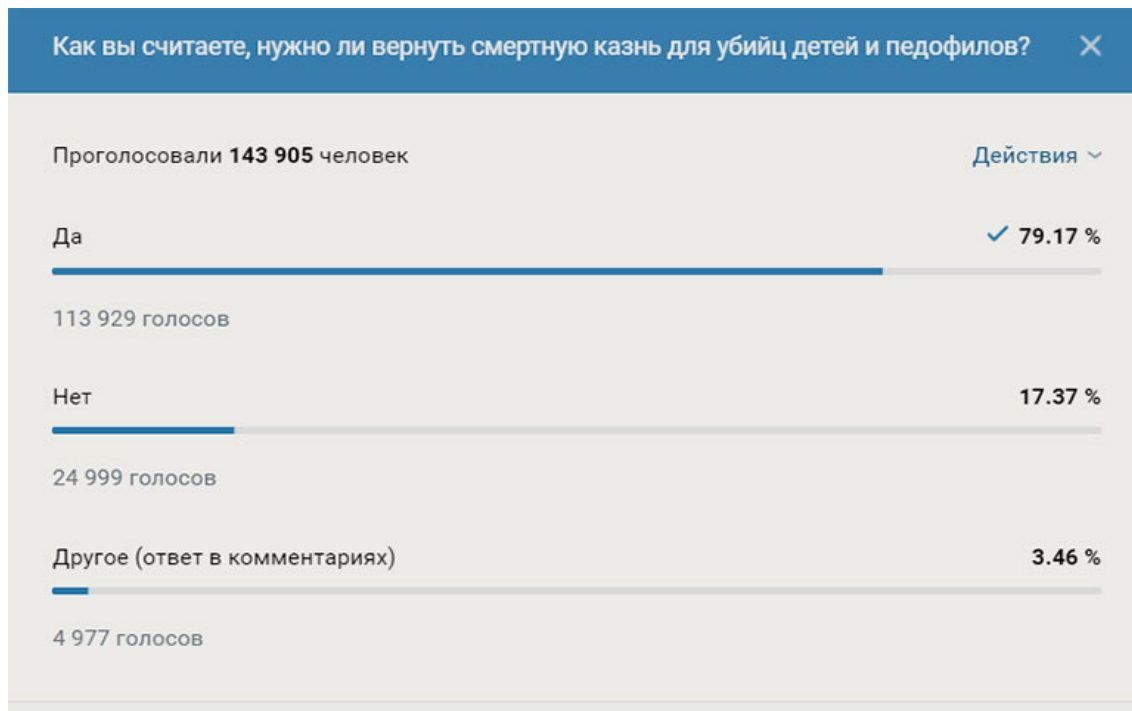 Как вы считаете, нужно ли вернуть смертную казнь для убийц детей и педофилов?
Проголосовали 143 905 человек
Действия
Да
79.17 %
113 929 голосов
Нет
17.37 %
24 999 голосов
Другое (ответ в комментариях)
3.46 %
4 977 голосов